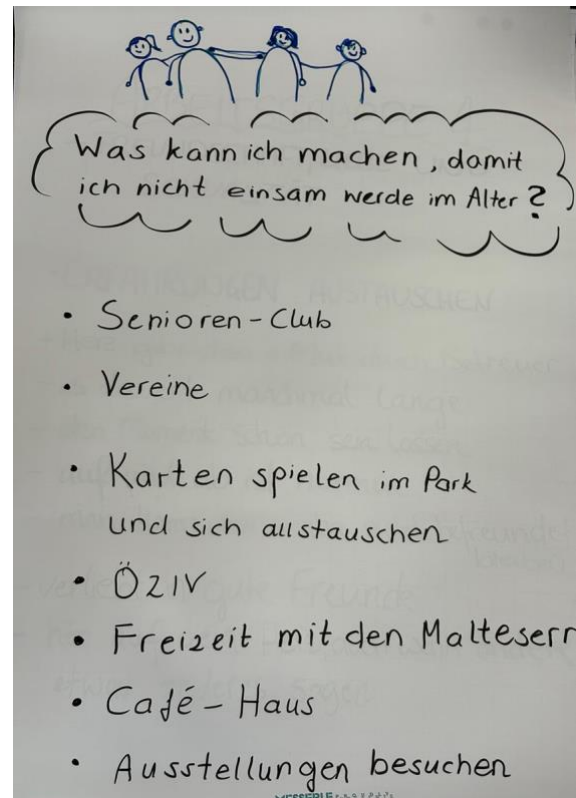 Was kann ich machen, damit
ich nicht einsam werde im Alter?
• Senioren-Club
• Vereine
• Karten spielen im Park
und sich austauschen
• ÖZIV
• Freizeit mit den Maltesern
• Café-Haus
• Ausstellungen besuchen